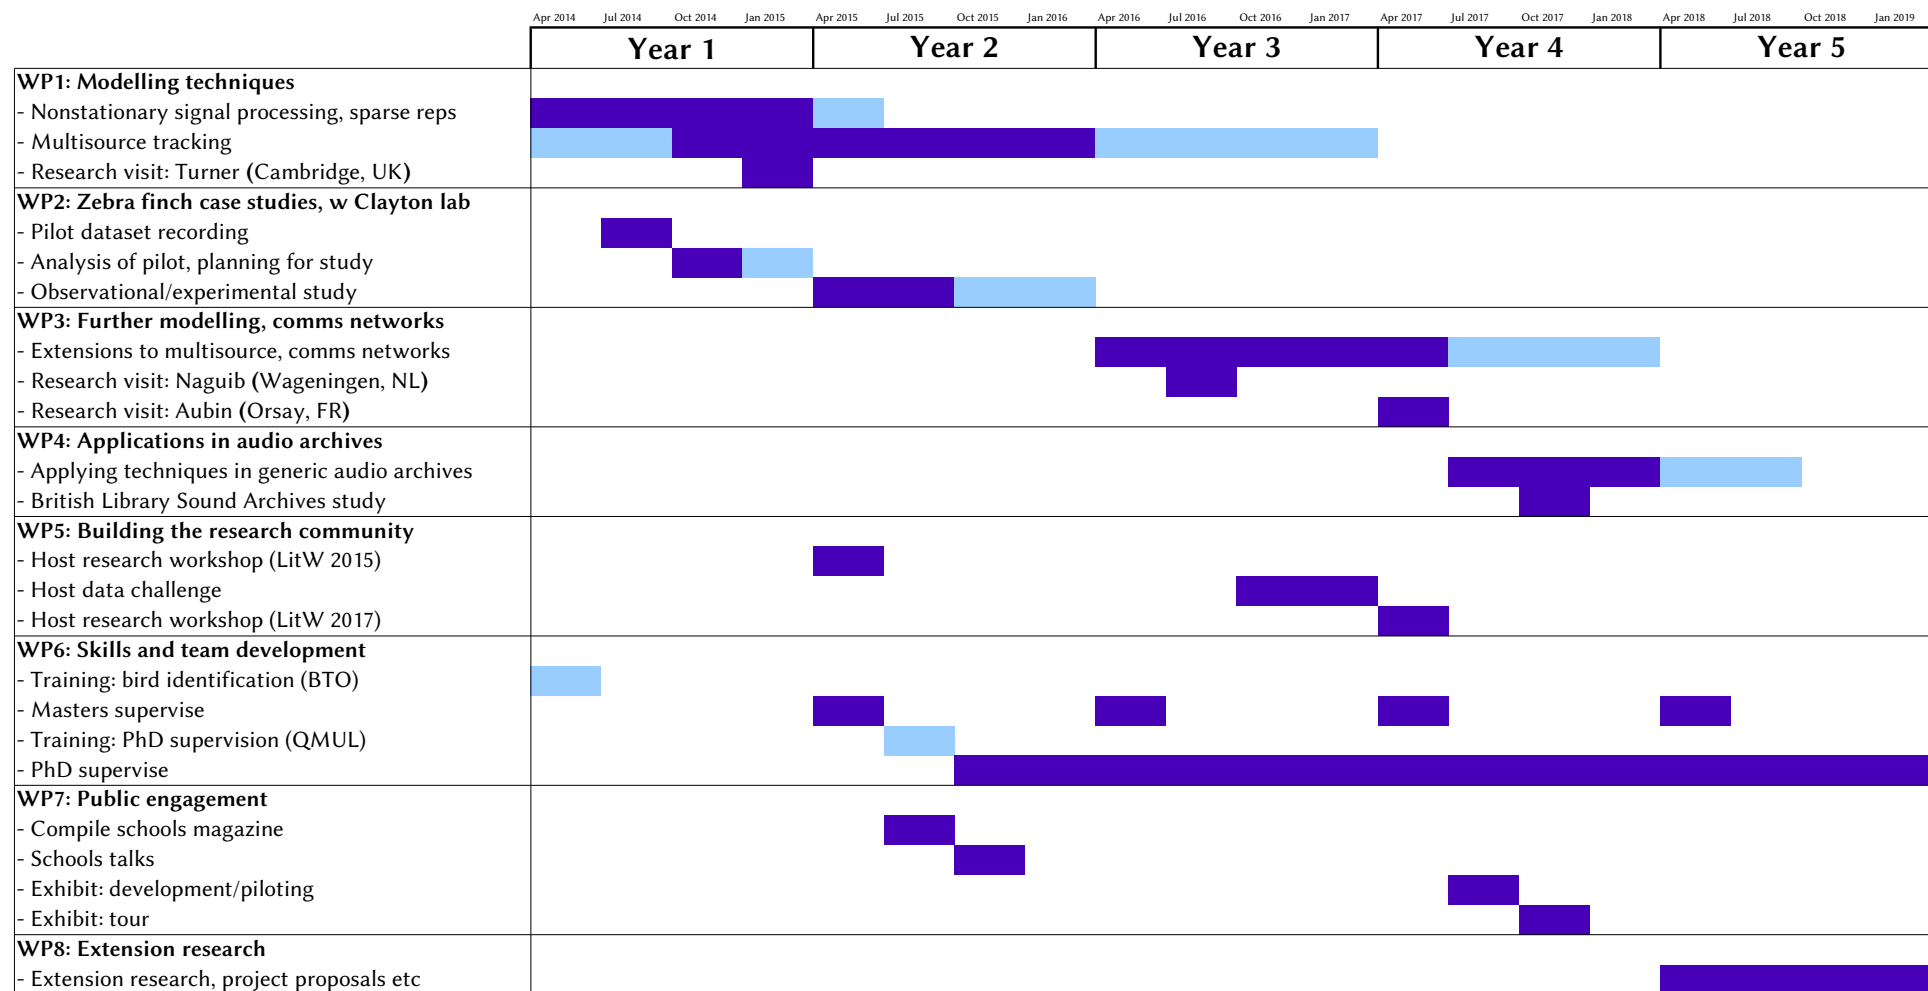 Apr 2014 Jul 2014 Oct 2014 Jan 2015 Apr 2015 Jul 2015 Oct 2015 Jan 2016 Apr 2016 Jul 2016 Oct 2016 Jan 2017 Apr 2017 Jul 2017 Oct 2017 Jan 2018 Apr 2018 Jul 2018 Oct 2018 Jan 2019
Year 1 Year 2 Year 3 Year 4 Year 5
WP1: Modelling techniques
- Nonstationary signal processing, sparse reps
- Multisource tracking
- Research visit: Turner (Cambridge, UK)
WP2: Zebra finch case studies, w Clayton lab
- Pilot dataset recording
- Analysis of pilot, planning for study
- Observational/experimental study
WP3: Further modelling, comms networks
- Extensions to multisource, comms networks
- Research visit: Naguib (Wageningen, NL)
- Research visit: Aubin (Orsay, FR)
WP4: Applications in audio archives
- Applying techniques in generic audio archives
- British Library Sound Archives study
WP5: Building the research community
- Host research workshop (LitW 2015)
- Host data challenge
- Host research workshop (LitW 2017)
WP6: Skills and team development
- Training: bird identification (BTO)
- Masters supervise
- Training: PhD supervision (QMUL)
- PhD supervise
WP7: Public engagement
- Compile schools magazine
- Schools talks
- Exhibit: development/piloting
- Exhibit: tour
WP8: Extension research
- Extension research, project proposals etc